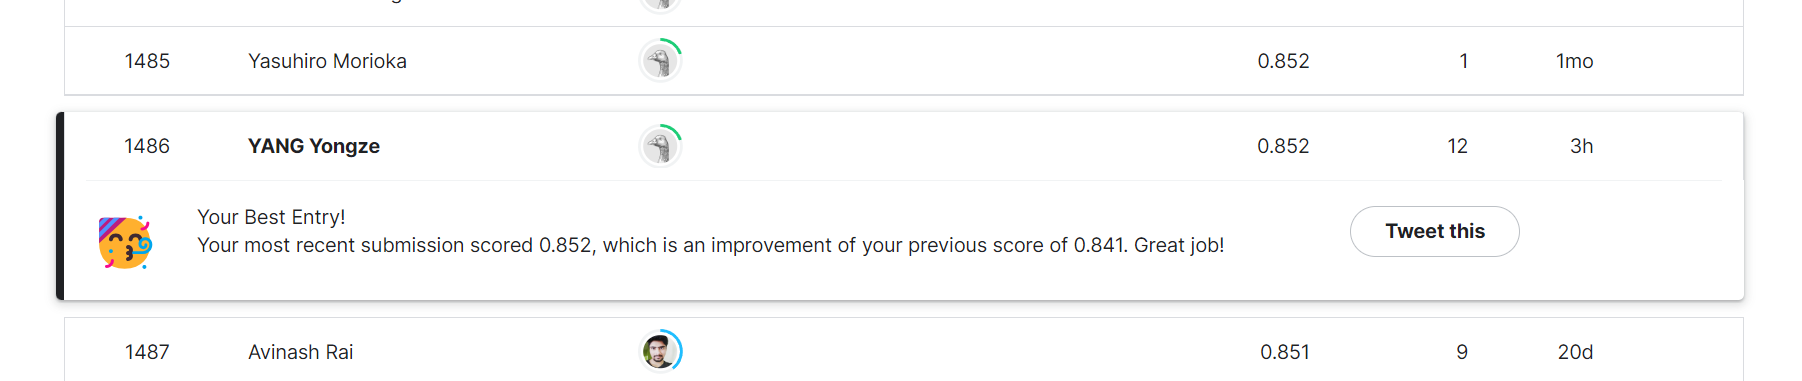 1485 Yasuhiro Morioka 0.852 1 1mo
1486 YANG Yongze 0.852 12 3h
Your Best Entry!
Your most recent submission scored 0.852, which is an improvement of your previous score of 0.841. Great job!
Tweet this
1487 Avinash Rai 0.851 9 20d